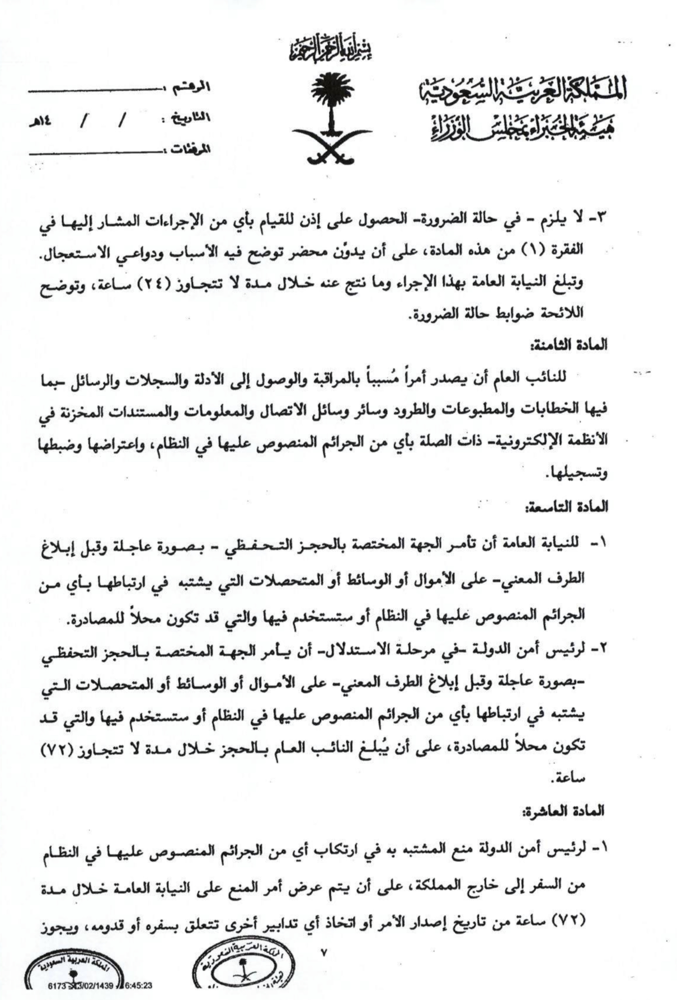 بسم الله الرحمن الرحيم
المملكة العربية السعودية
هيئة الخبراء بمجلس الوزراء
الرقم :
التاريخ : / / ١٤هـ
المرفقات :
٣- لا يلزم - في حالة الضرورة- الحصول على إذن للقيام بأي من الإجراءات المشار إليها في
الفقرة (١) من هذه المادة، على أن يدوَّن محضر توضح فيه الأسباب ودواعي الاستعجال.
وتبلغ النيابة العامة بهذا الإجراء وما نتج عنه خلال مدة لا تتجاوز (٢٤) ساعة، وتوضح
اللائحة ضوابط حالة الضرورة.
المادة الثامنة:
للنائب العام أن يصدر أمراً مُسبباً بالمراقبة والوصول إلى الأدلة والسجلات والرسائل -بما
فيها الخطابات والمطبوعات والطرود وسائر وسائل الاتصال والمعلومات والمستندات المخزنة في
الأنظمة الإلكترونية- ذات الصلة بأي من الجرائم المنصوص عليها في النظام، واعتراضها وضبطها
وتسجيلها.
المادة التاسعة:
١- للنيابة العامة أن تأمر الجهة المختصة بالحجز التحفظي - بصورة عاجلة وقبل إبلاغ
الطرف المعني- على الأموال أو الوسائط أو المتحصلات التي يشتبه في ارتباطها بأي من
الجرائم المنصوص عليها في النظام أو ستستخدم فيها والتي قد تكون محلاً للمصادرة.
٢- لرئيس أمن الدولة -في مرحلة الاستدلال- أن يأمر الجهة المختصة بالحجز التحفظي
-بصورة عاجلة وقبل إبلاغ الطرف المعني- على الأموال أو الوسائط أو المتحصلات التي
يشتبه في ارتباطها بأي من الجرائم المنصوص عليها في النظام أو ستستخدم فيها والتي قد
تكون محلاً للمصادرة، على أن يُبلغ النائب العام بالحجز خلال مدة لا تتجاوز (٧٢)
ساعة.
المادة العاشرة:
١- لرئيس أمن الدولة منع المشتبه به في ارتكاب أي من الجرائم المنصوص عليها في النظام
من السفر إلى خارج المملكة، على أن يتم عرض أمر المنع على النيابة العامة خلال مدة
(٧٢) ساعة من تاريخ إصدار الأمر أو اتخاذ أي تدابير أخرى تتعلق بسفره أو قدومه، ويجوز
٧
المملكة العربية السعودية
المملكة العربية السعودية
6173 - 13/02/1439 - 16:45:23